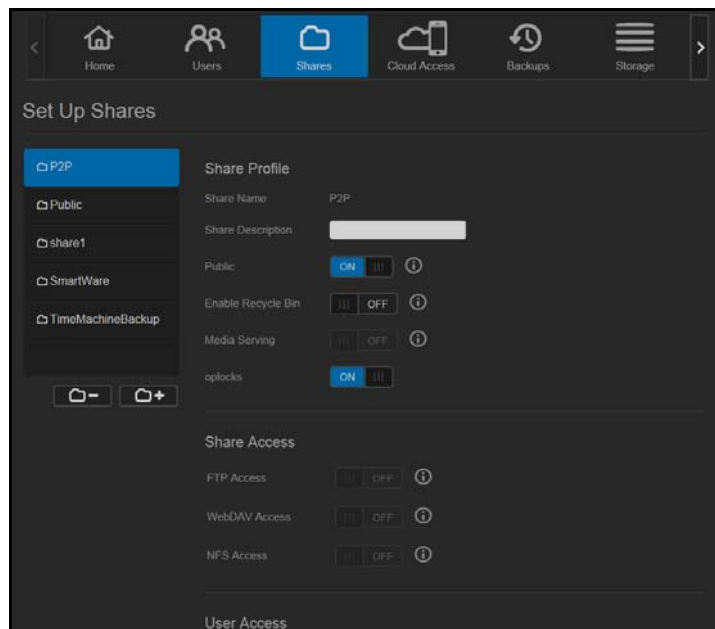 Home Users Shares Cloud Access Backups Storage
Set Up Shares
P2P
Public
share1
SmartWare
TimeMachineBackup
Share Profile
Share Name P2P
Share Description
Public ON
Enable Recycle Bin OFF
Media Serving OFF
oplocks ON
Share Access
FTP Access OFF
WebDAV Access OFF
NFS Access OFF
User Access